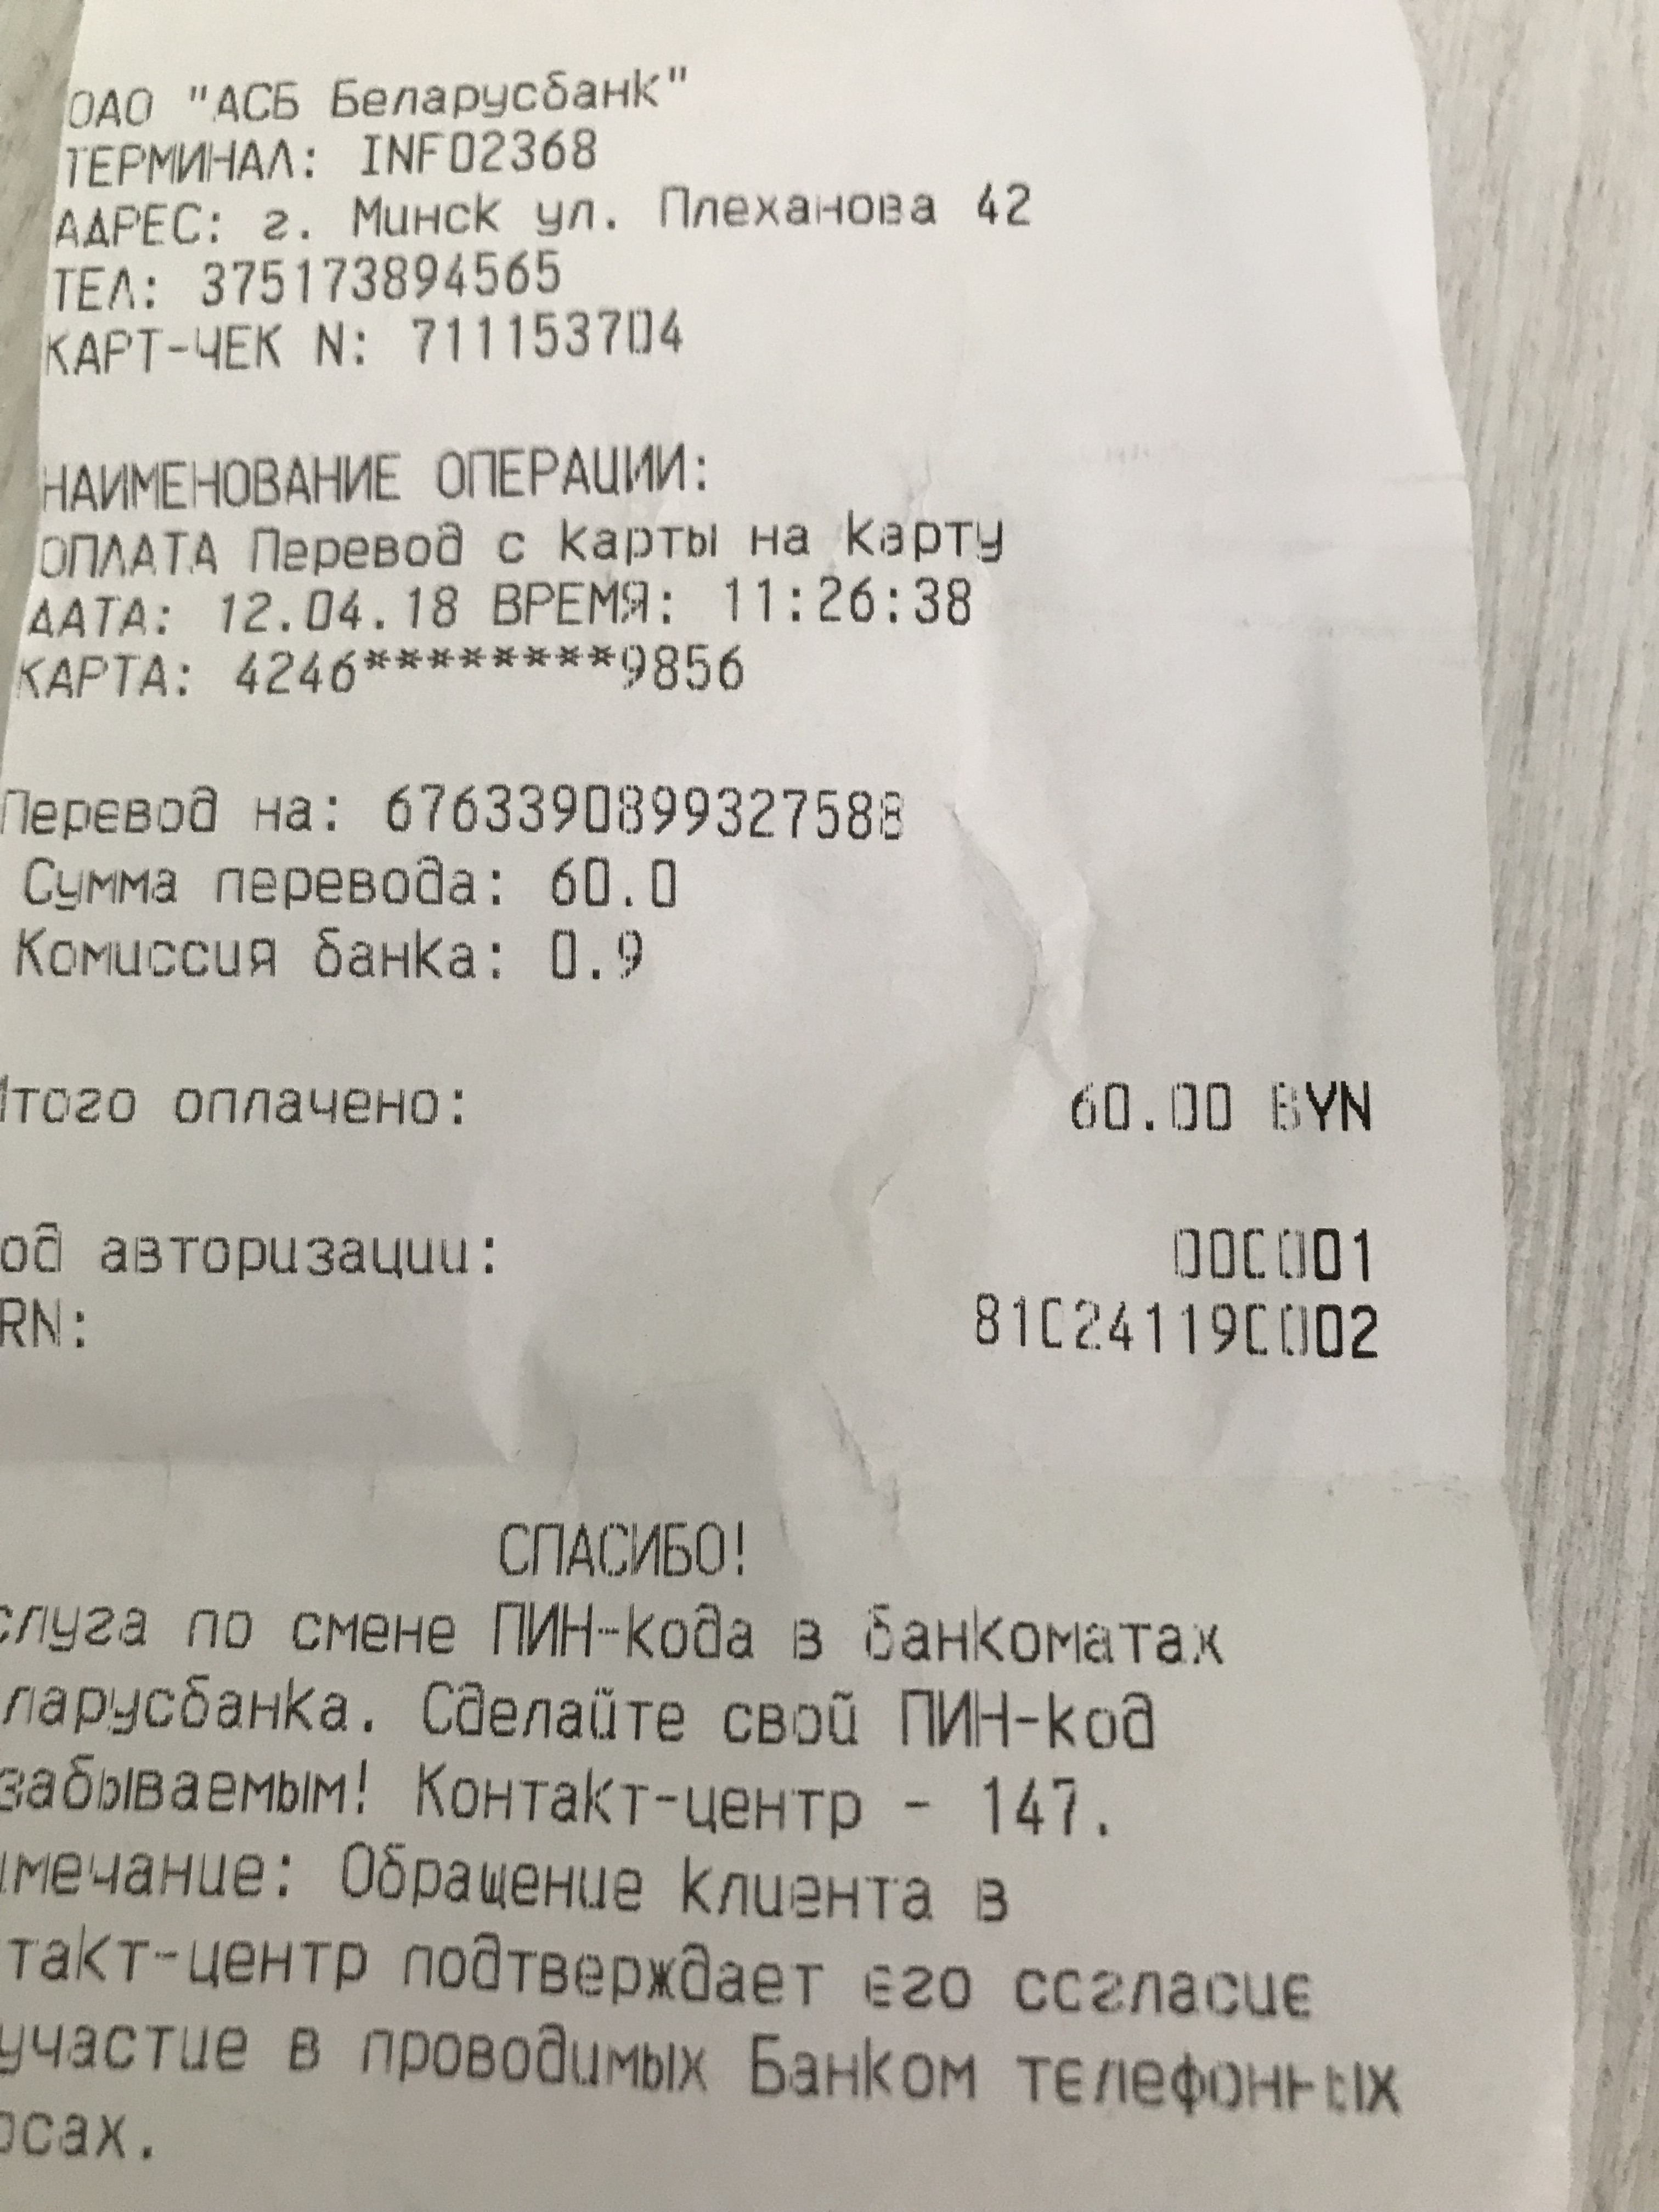 ОАО "АСБ Беларусбанк"
ТЕРМИНАЛ: INF02368
АДРЕС: г. Минск ул. Плеханова 42
ТЕЛ: 375173894565
КАРТ-ЧЕК N: 711153704
НАИМЕНОВАНИЕ ОПЕРАЦИИ:
ОПЛАТА Перевод с карты на карту
ДАТА: 12.04.18 ВРЕМЯ: 11:26:38
КАРТА: 4246********9856
Перевод на: 6763390899327588
Сумма перевода: 60.0
Комиссия банка: 0.9
Итого оплачено: 60.00 BYN
од авторизации: 000001
RN: 810241190002
СПАСИБО!
слуга по смене ПИН-кода в банкоматах
ларусбанка. Сделайте свой ПИН-код
забываемым! Контакт-центр - 147.
имечание: Обращение клиента в
такт-центр подтверждает его согласие
участие в проводимых Банком телефонных
осах.